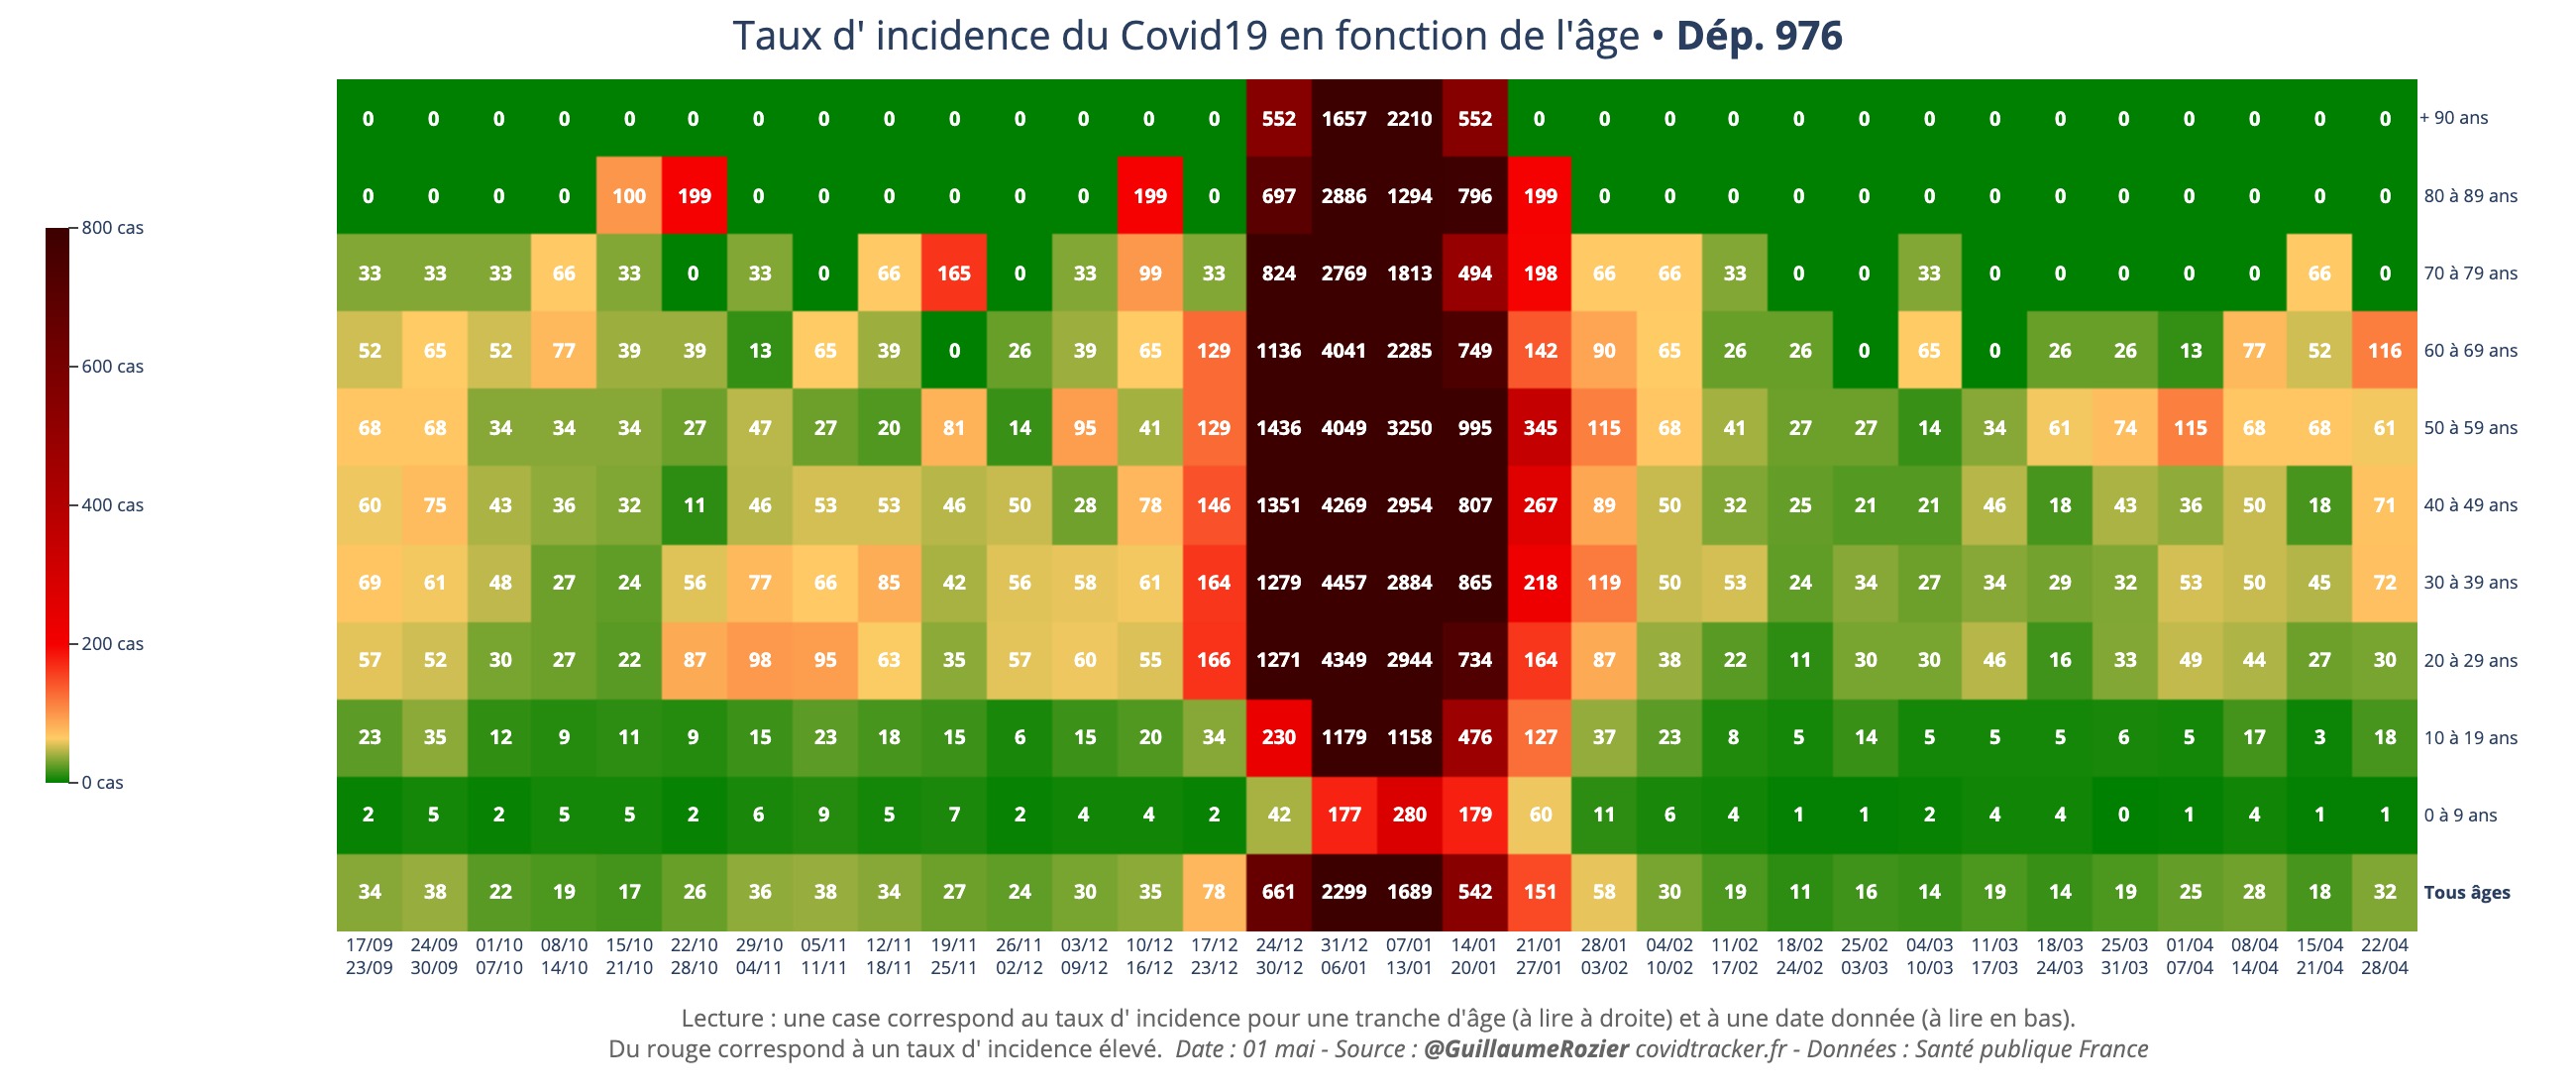 Taux d' incidence du Covid19 en fonction de l'âge • Dép. 976
800 cas
600 cas
400 cas
200 cas
0 cas
0 0 0 0 0 0 0 0 0 0 0 0 0 0 552 1657 2210 552 0 0 0 0 0 0 0 0 0 0 0 0 0 0 + 90 ans
0 0 0 0 100 199 0 0 0 0 0 0 199 0 697 2886 1294 796 199 0 0 0 0 0 0 0 0 0 0 0 0 0 80 à 89 ans
33 33 33 66 33 0 33 0 66 165 0 33 99 33 824 2769 1813 494 198 66 66 33 0 0 33 0 0 0 0 0 66 0 70 à 79 ans
52 65 52 77 39 39 13 65 39 0 26 39 65 129 1136 4041 2285 749 142 90 65 26 26 0 65 0 26 26 13 77 52 116 60 à 69 ans
68 68 34 34 34 27 47 27 20 81 14 95 41 129 1436 4049 3250 995 345 115 68 41 27 27 14 34 61 74 115 68 68 61 50 à 59 ans
60 75 43 36 32 11 46 53 53 46 50 28 78 146 1351 4269 2954 807 267 89 50 32 25 21 21 46 18 43 36 50 18 71 40 à 49 ans
69 61 48 27 24 56 77 66 85 42 56 58 61 164 1279 4457 2884 865 218 119 50 53 24 34 27 34 29 32 53 50 45 72 30 à 39 ans
57 52 30 27 22 87 98 95 63 35 57 60 55 166 1271 4349 2944 734 164 87 38 22 11 30 30 46 16 33 49 44 27 30 20 à 29 ans
23 35 12 9 11 9 15 23 18 15 6 15 20 34 230 1179 1158 476 127 37 23 8 5 14 5 5 5 6 5 17 3 18 10 à 19 ans
2 5 2 5 5 2 6 9 5 7 2 4 4 2 42 177 280 179 60 11 6 4 1 1 2 4 4 0 1 4 1 1 0 à 9 ans
34 38 22 19 17 26 36 38 34 27 24 30 35 78 661 2299 1689 542 151 58 30 19 11 16 14 19 14 19 25 28 18 32 Tous âges
17/09 24/09 01/10 08/10 15/10 22/10 29/10 05/11 12/11 19/11 26/11 03/12 10/12 17/12 24/12 31/12 07/01 14/01 21/01 28/01 04/02 11/02 18/02 25/02 04/03 11/03 18/03 25/03 01/04 08/04 15/04 22/04
23/09 30/09 07/10 14/10 21/10 28/10 04/11 11/11 18/11 25/11 02/12 09/12 16/12 23/12 30/12 06/01 13/01 20/01 27/01 03/02 10/02 17/02 24/02 03/03 10/03 17/03 24/03 31/03 07/04 14/04 21/04 28/04
Lecture : une case correspond au taux d' incidence pour une tranche d'âge (à lire à droite) et à une date donnée (à lire en bas).
Du rouge correspond à un taux d' incidence élevé. Date : 01 mai - Source : @GuillaumeRozier covidtracker.fr - Données : Santé publique France